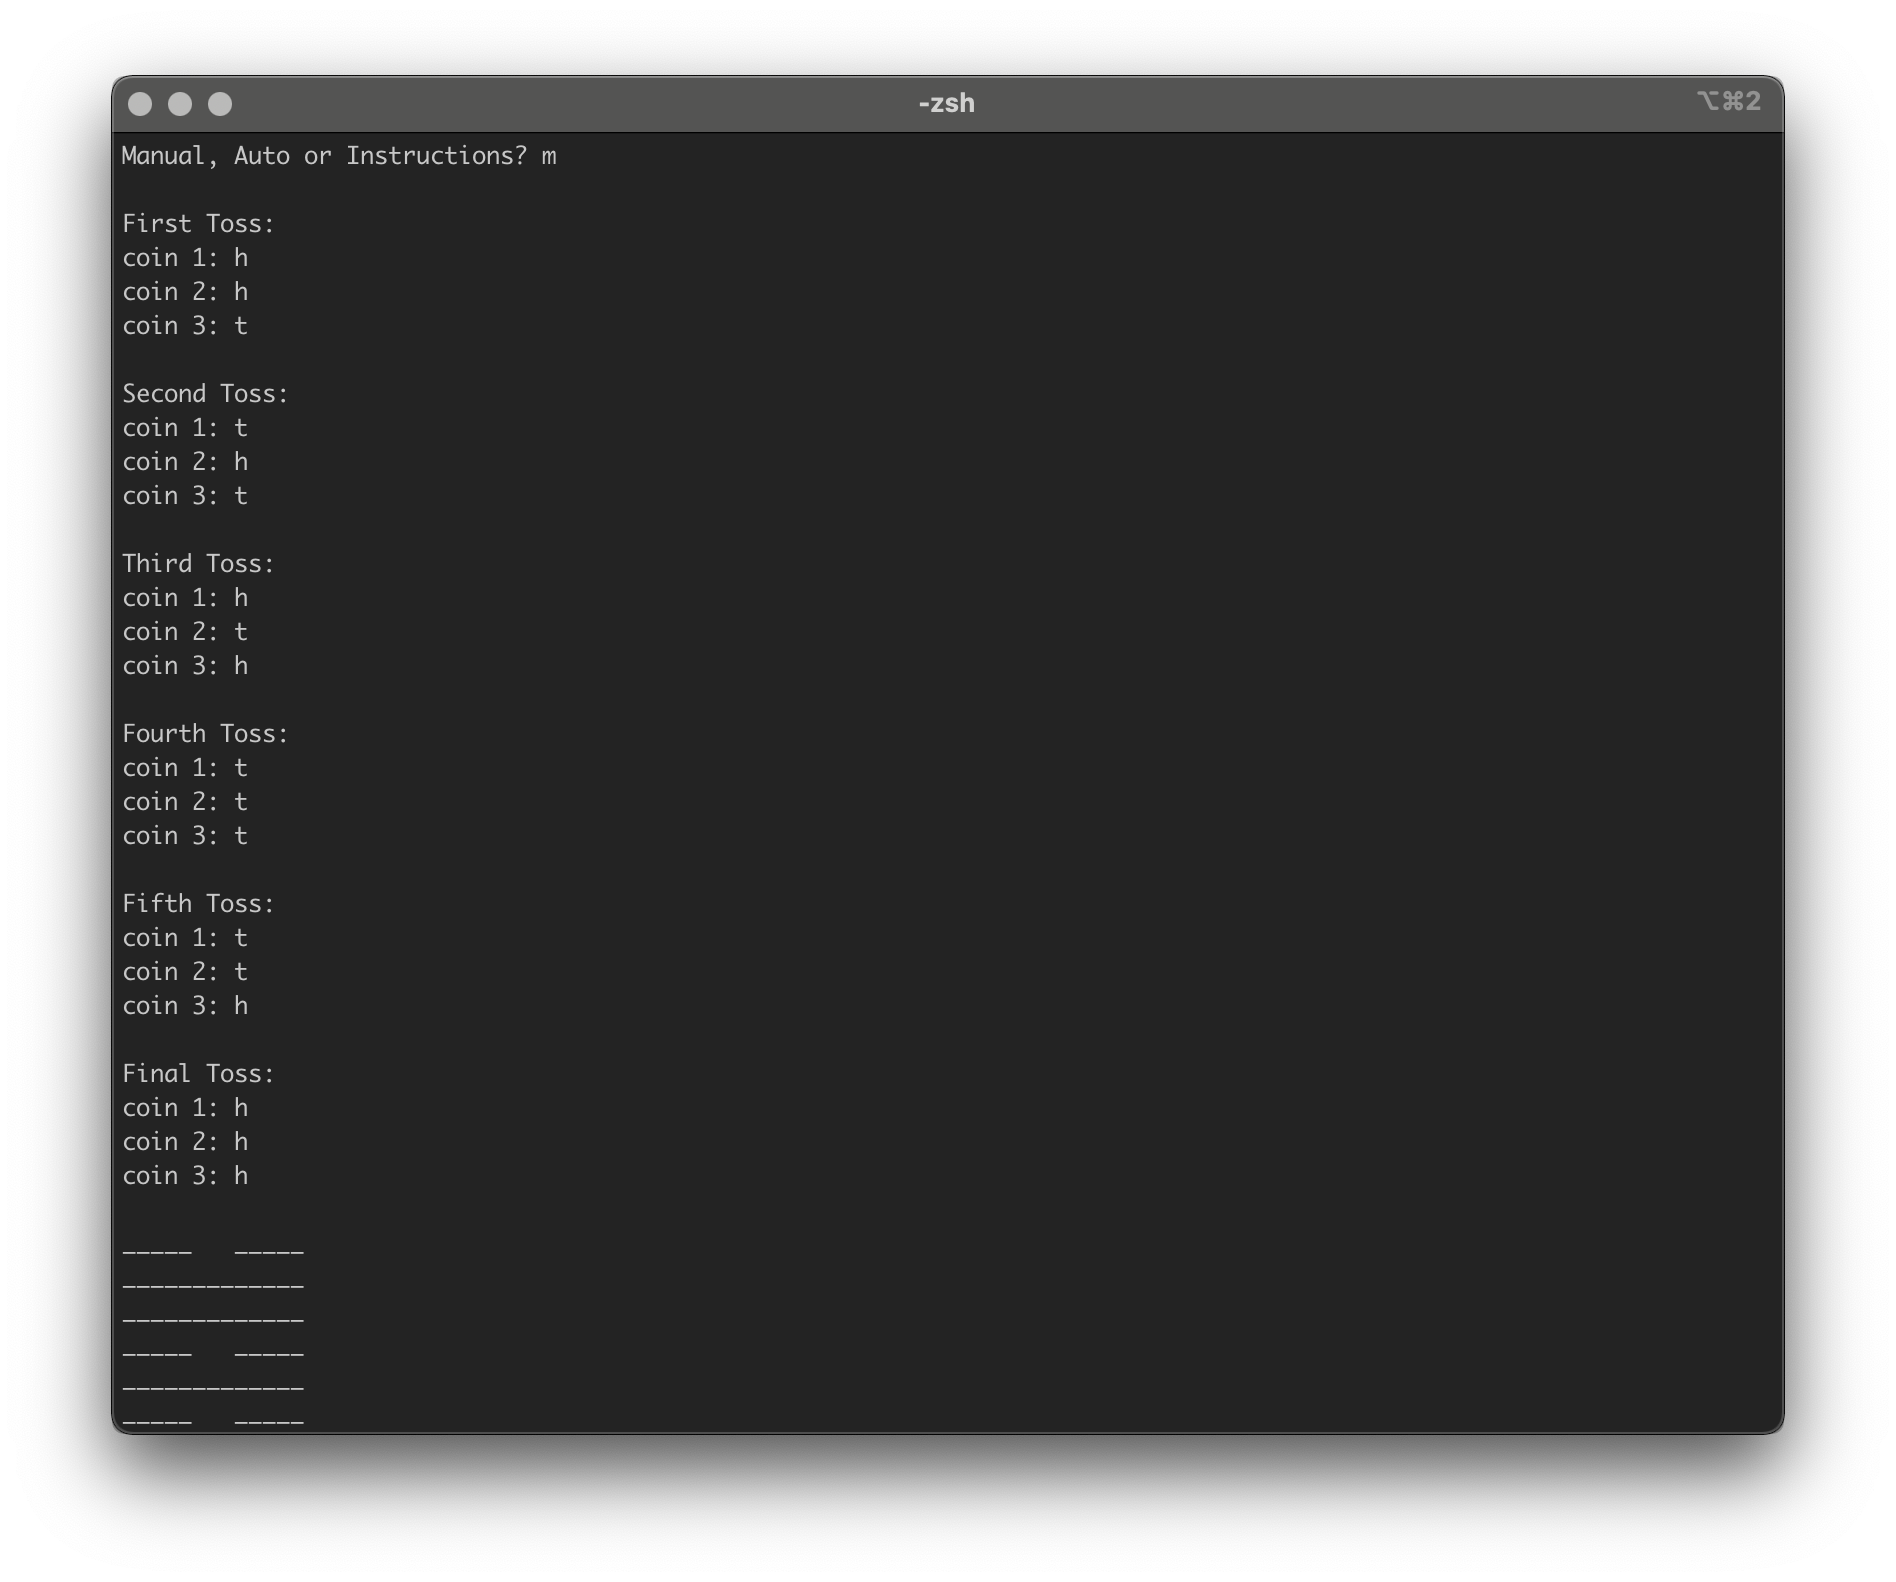 -zsh ⌥⌘2
Manual, Auto or Instructions? m
First Toss:
coin 1: h
coin 2: h
coin 3: t
Second Toss:
coin 1: t
coin 2: h
coin 3: t
Third Toss:
coin 1: h
coin 2: t
coin 3: h
Fourth Toss:
coin 1: t
coin 2: t
coin 3: t
Fifth Toss:
coin 1: t
coin 2: t
coin 3: h
Final Toss:
coin 1: h
coin 2: h
coin 3: h
_____   _____
_____________
_____________
_____   _____
_____________
_____   _____